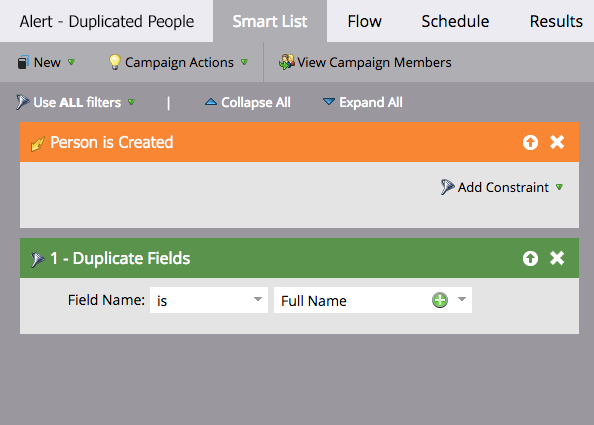 Alert - Duplicated People Smart List Flow Schedule Results
New Campaign Actions View Campaign Members
Use ALL filters | Collapse All Expand All
Person is Created
Add Constraint
1 - Duplicate Fields
Field Name: is Full Name